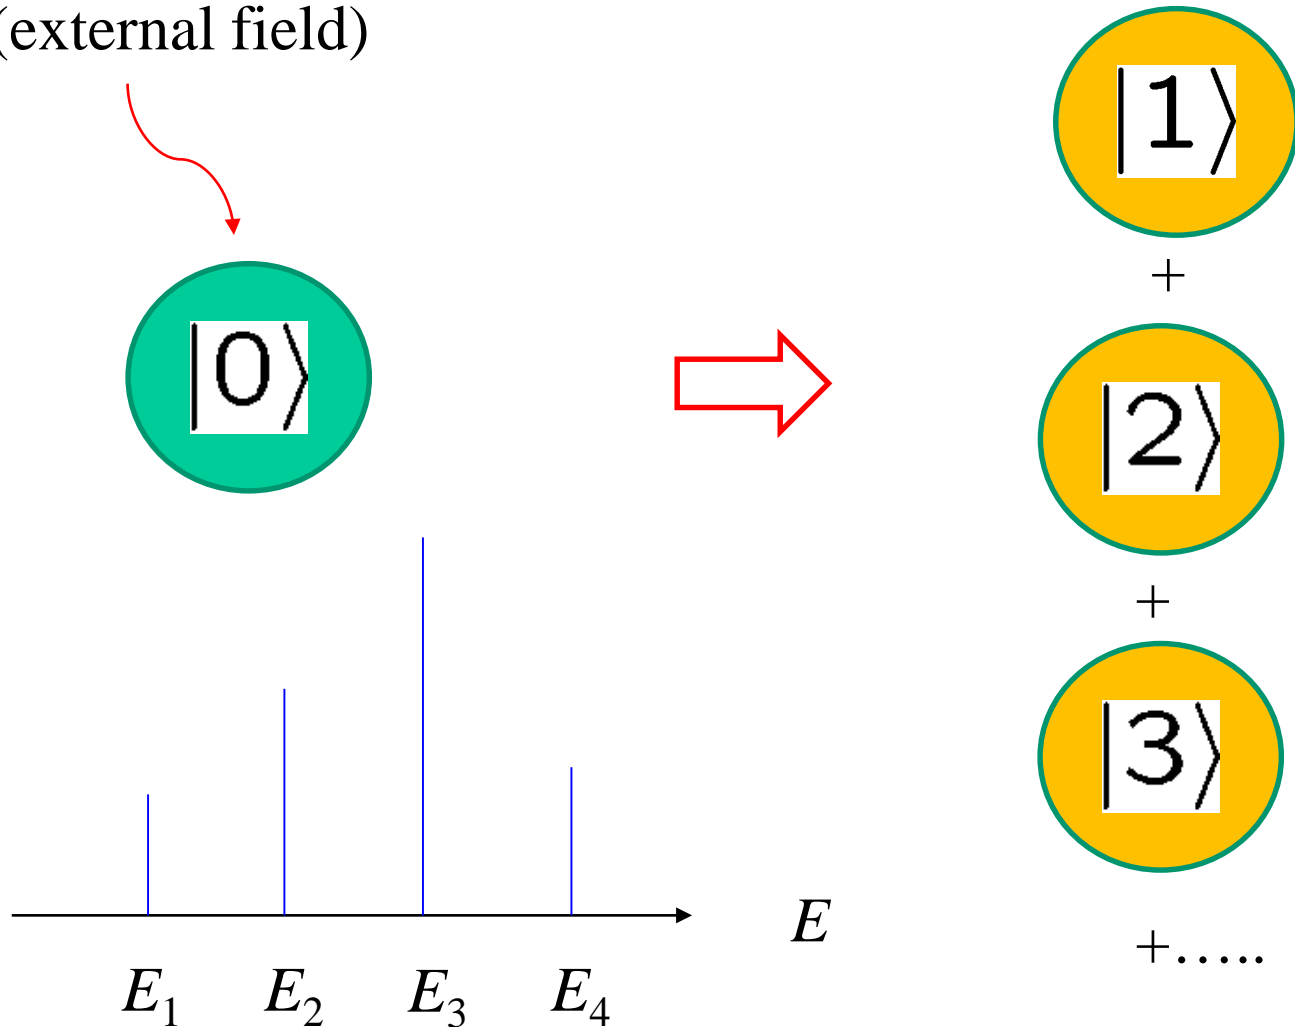 (external field)
|1⟩
+
|0⟩
|2⟩
+
|3⟩
E
+.....
E₁ E₂ E₃ E₄